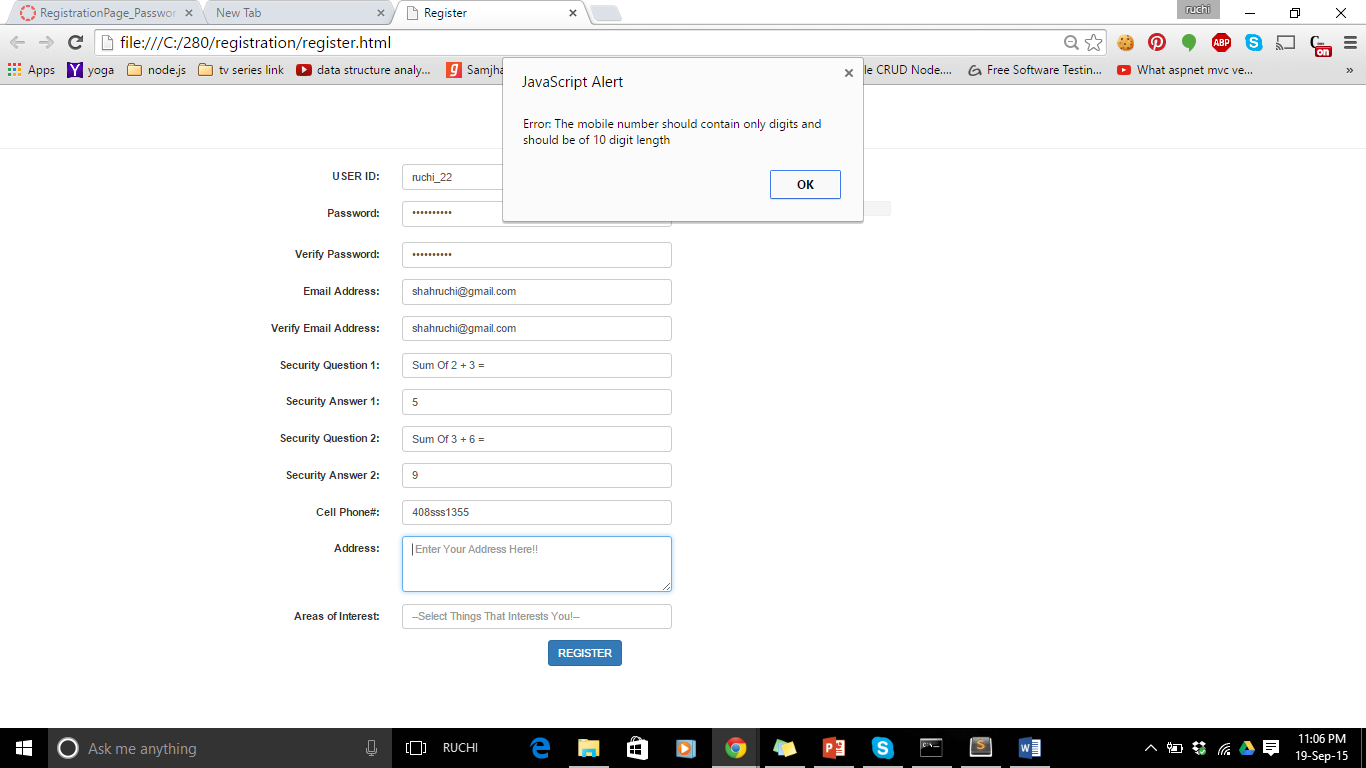 RegistrationPage_Passwor
New Tab
Register
ruchi
file:///C:/280/registration/register.html
ABP
on
Apps
yoga
node.js
tv series link
data structure analy...
Samjha
le CRUD Node....
Free Software Testin...
What aspnet mvc ve...
»
JavaScript Alert
Error: The mobile number should contain only digits and
should be of 10 digit length
OK
USER ID:
ruchi_22
Password:
••••••••••
Verify Password:
••••••••••
Email Address:
shahruchi@gmail.com
Verify Email Address:
shahruchi@gmail.com
Security Question 1:
Sum Of 2 + 3 =
Security Answer 1:
5
Security Question 2:
Sum Of 3 + 6 =
Security Answer 2:
9
Cell Phone#:
408sss1355
Address:
Enter Your Address Here!!
Areas of Interest:
--Select Things That Interests You!--
REGISTER
Ask me anything
RUCHI
11:06 PM
19-Sep-15